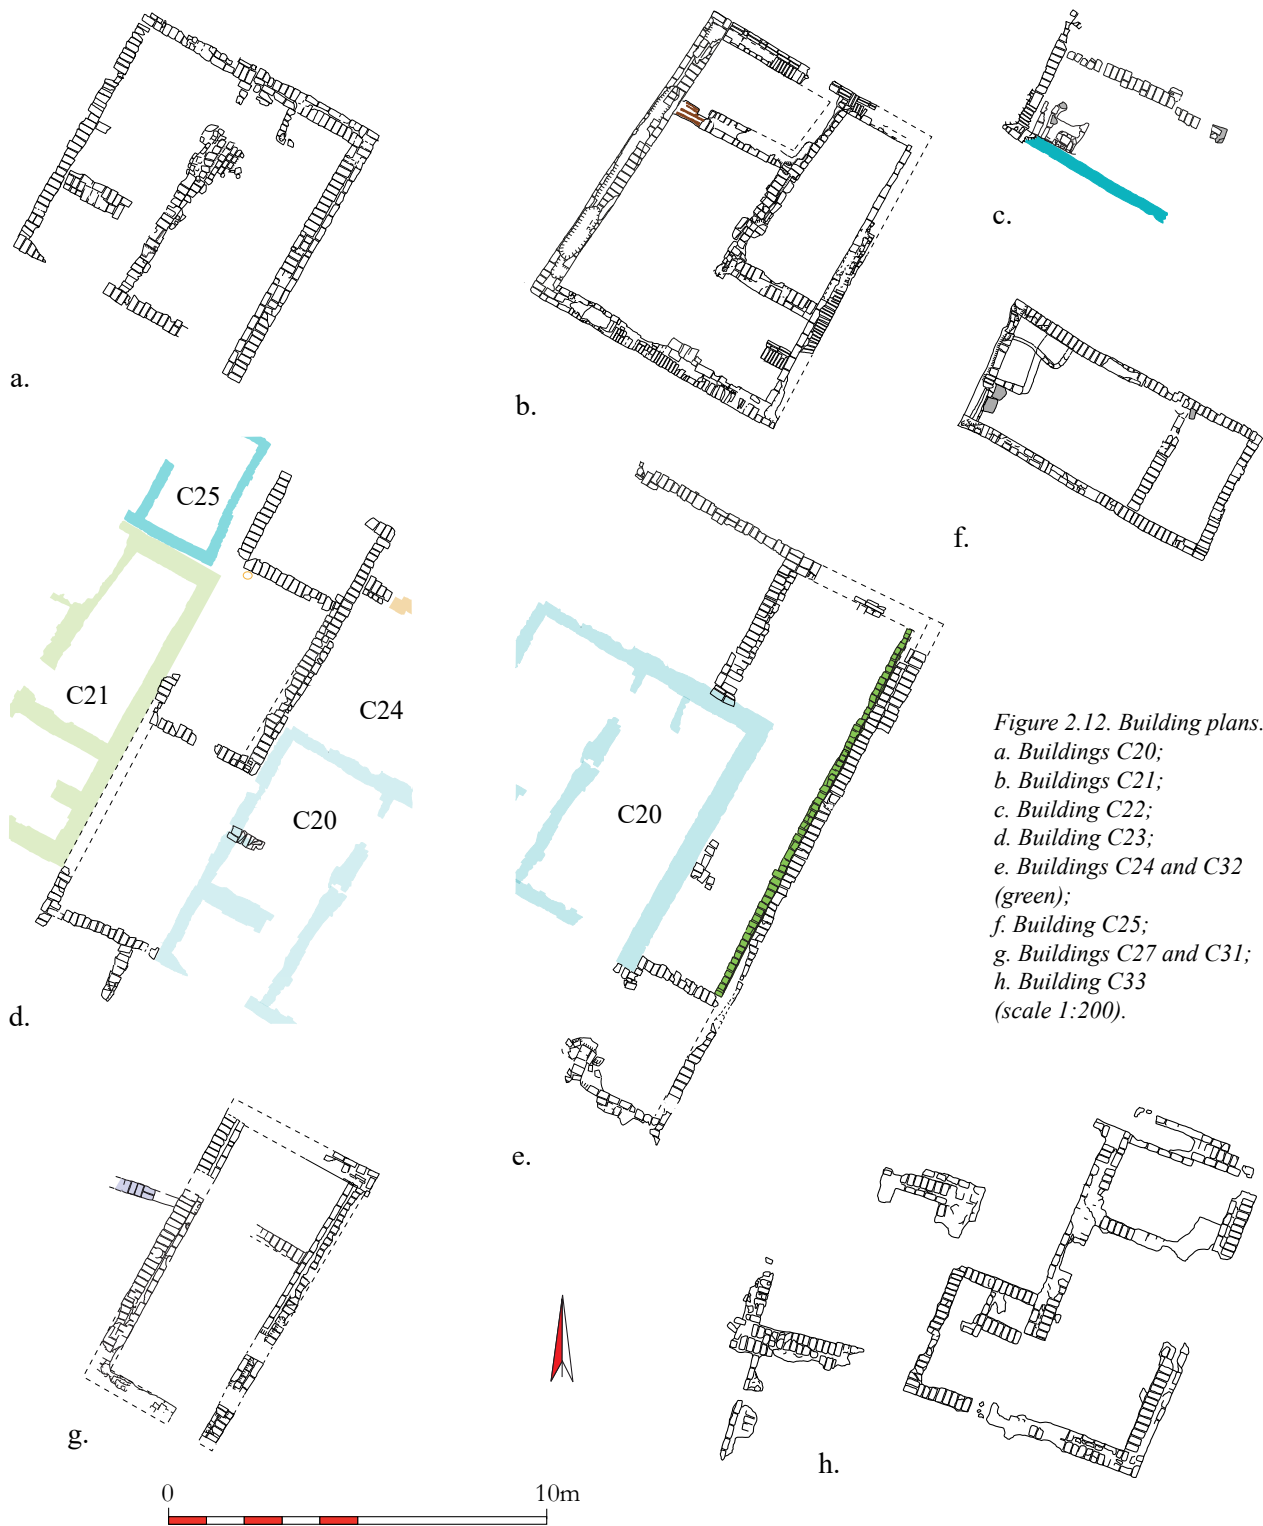 a.
b.
c.
C25
C21
C24
C20
d.
f.
C20
e.
Figure 2.12. Building plans.
a. Buildings C20;
b. Buildings C21;
c. Building C22;
d. Building C23;
e. Buildings C24 and C32
(green);
f. Building C25;
g. Buildings C27 and C31;
h. Building C33
(scale 1:200).
g.
h.
0 10m